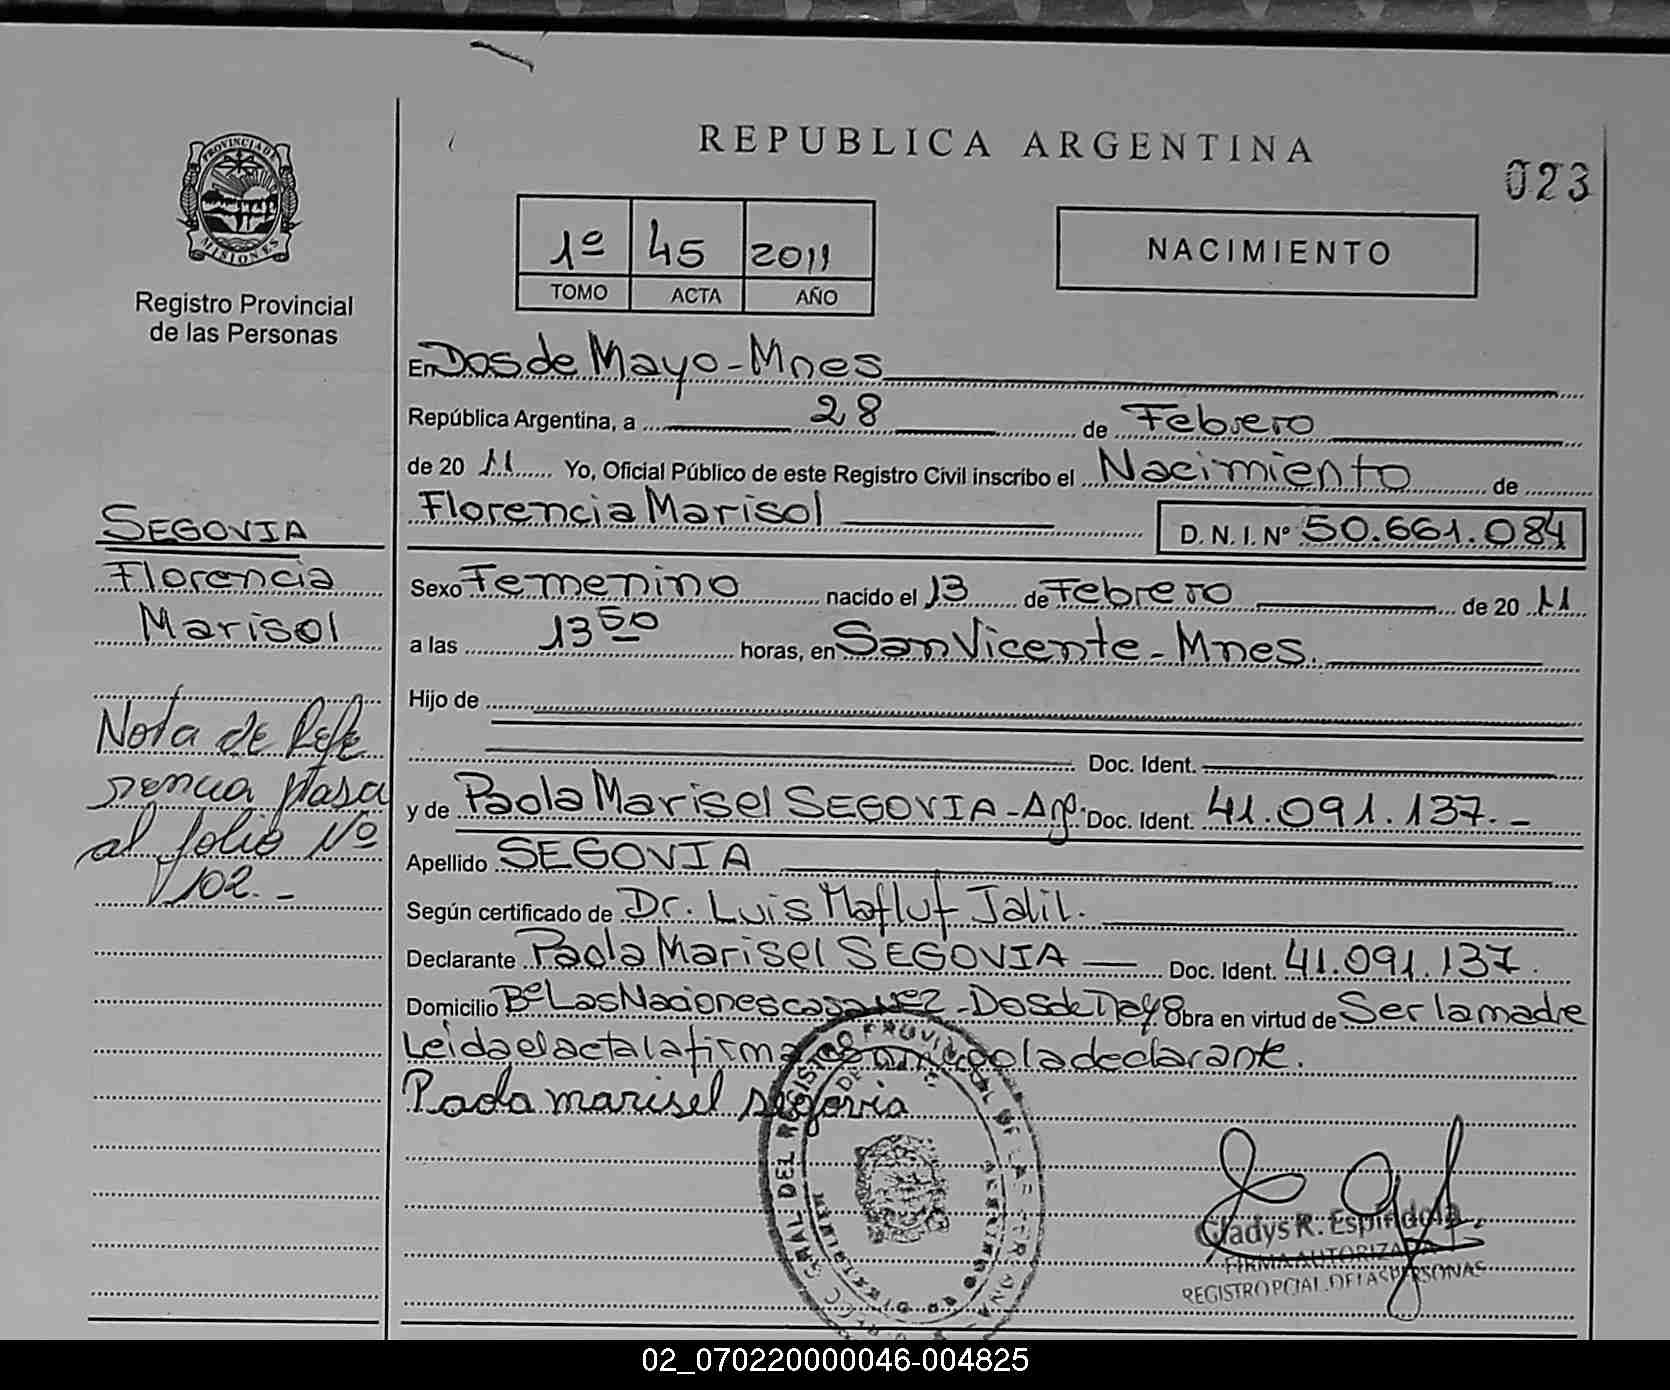 REPUBLICA ARGENTINA
023
PROVINCIA DE
MISIONES
Registro Provincial
de las Personas
1º 45 2011
TOMO ACTA AÑO
NACIMIENTO
En Dos de Mayo - Mnes
República Argentina, a 28 de Febrero
de 20 11 Yo, Oficial Público de este Registro Civil inscribo el Nacimiento de
Florencia Marisol D. N. I. Nº 50.661.084
Sexo Femenino nacido el 13 de Febrero de 20 11
a las 13 50 horas, en San Vicente - Mnes.
Hijo de
Doc. Ident.
y de Paola Marisel SEGOVIA - Arg. Doc. Ident. 41.091.137. -
Apellido SEGOVIA
Según certificado de Dr. Luis Mafluf Jalil.
Declarante Paola Marisel SEGOVIA Doc. Ident. 41.091.137.
Domicilio Bº Las Naciones casa Nº 2 - Dos de May8 Obra en virtud de Ser la madre
Leida el acta la firma conmigo la declarante.
Paola marisel segovia
SEGOVIA
Florencia
Marisol
Nota de Refe
rencia pasa
al folio Nº
102. -
Gladys R. Espindola
FIRMA AUTORIZADA
REGISTRO PCIAL. DE LAS PERSONAS
02_070220000046-004825